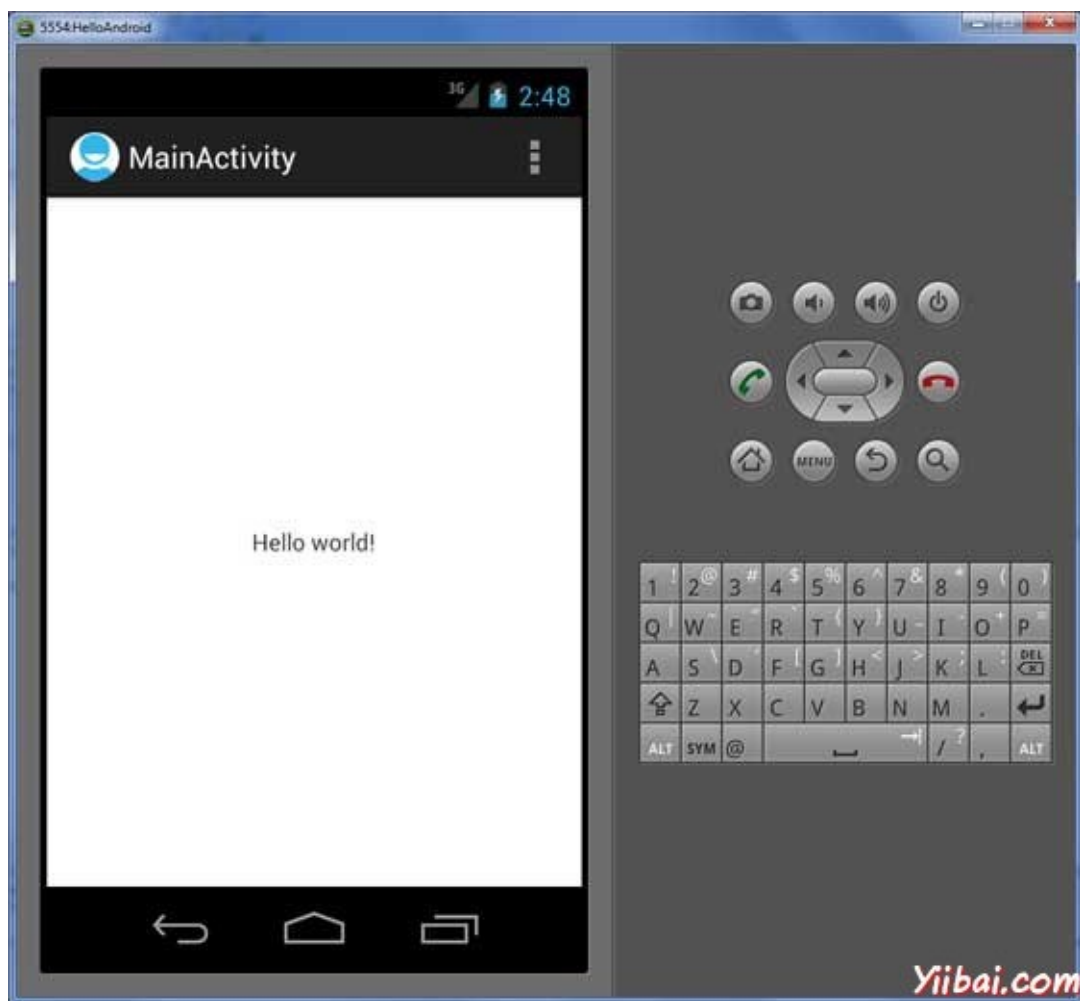 5554:HelloAndroid
3G 2:48
MainActivity
Hello world!
MENU
1 ! 2 @ 3 # 4 $ 5 % 6 ^ 7 & 8 * 9 ( 0 )
Q | W ~ E " R ` T { Y } U _ I - O + P =
A S \ D ' F [ G ] H < J > K ; L : DEL
Z X C V B N M .
ALT SYM @ / ? , ALT
Yiibai.com